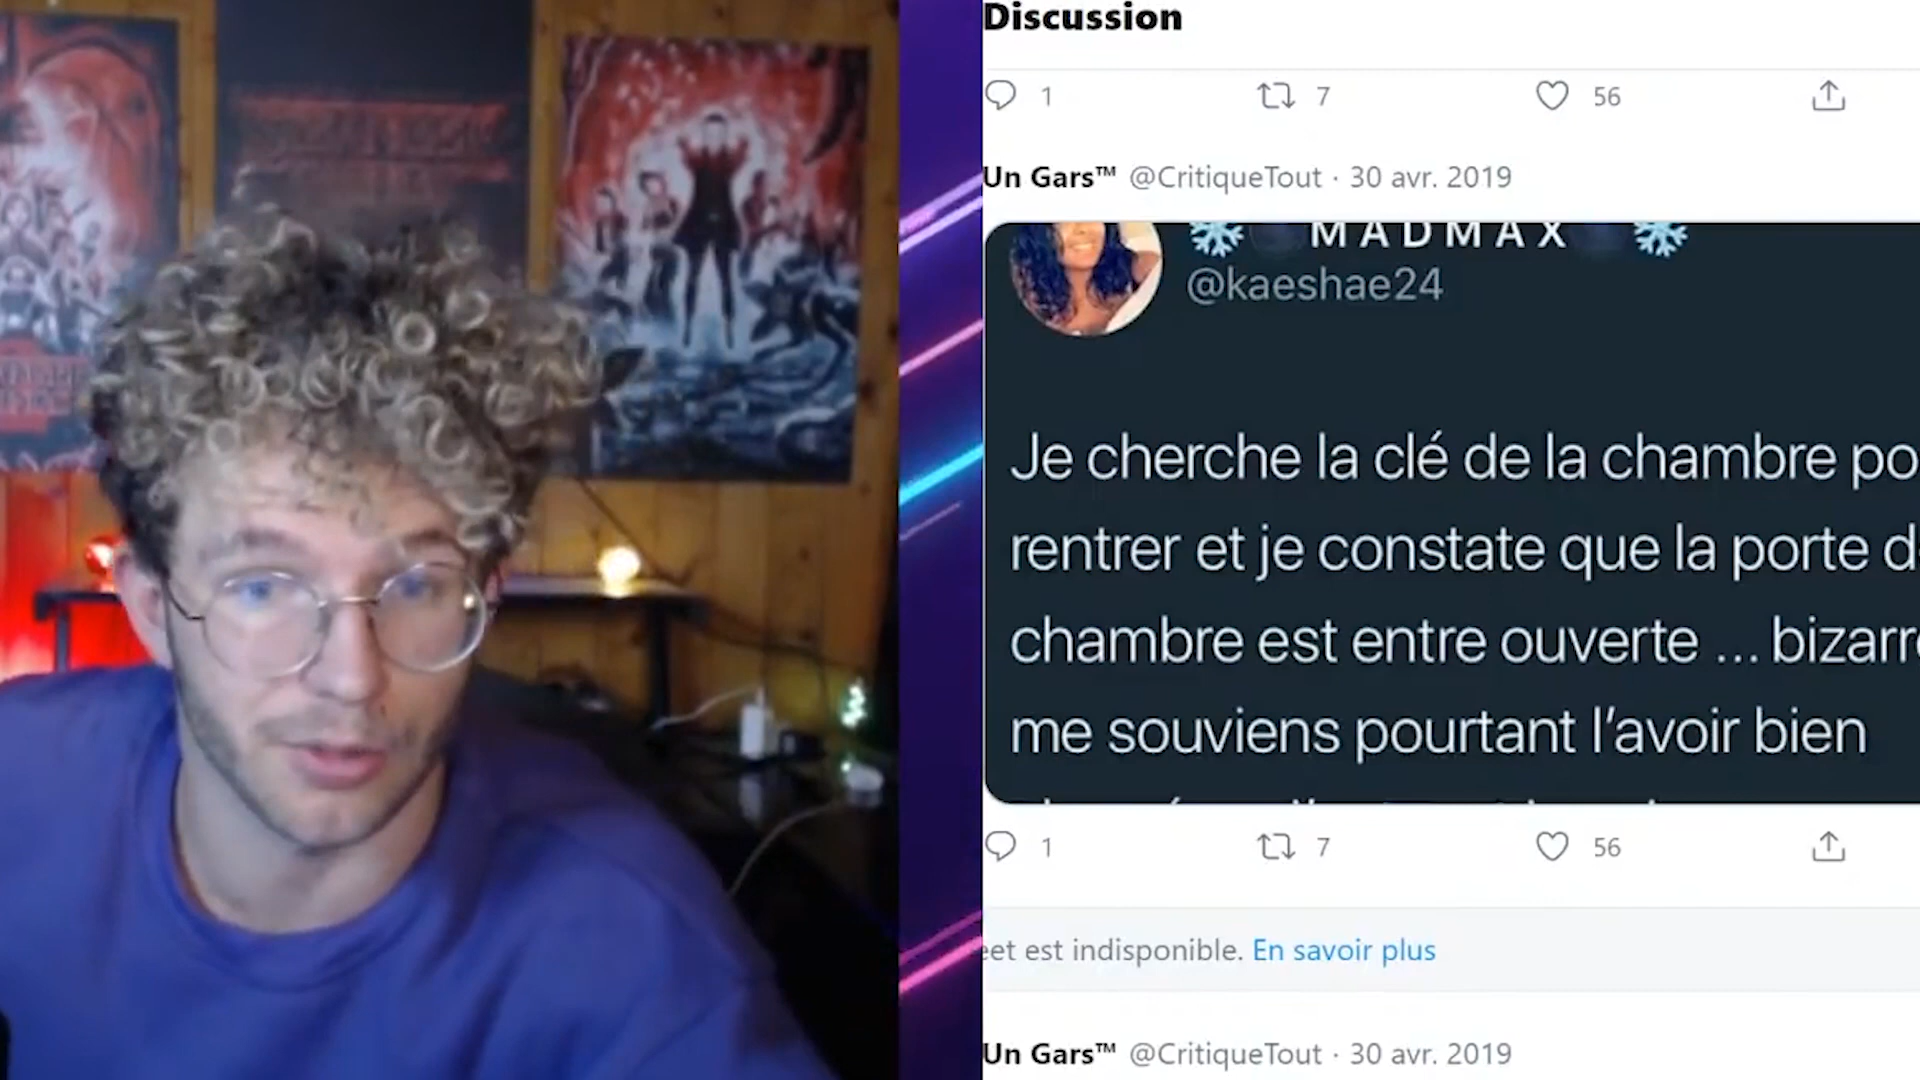 Discussion
1 7 56
Un Gars™ @CritiqueTout · 30 avr. 2019
MADMAX
@kaeshae24
Je cherche la clé de la chambre po
rentrer et je constate que la porte d
chambre est entre ouverte ... bizarr
me souviens pourtant l’avoir bien
1 7 56
eet est indisponible. En savoir plus
Un Gars™ @CritiqueTout · 30 avr. 2019